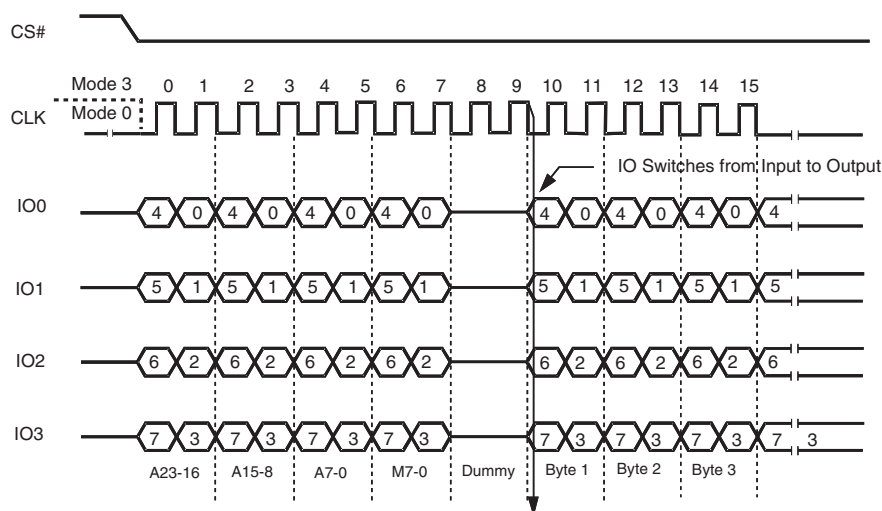 CS#
Mode 3 0 1 2 3 4 5 6 7 8 9 10 11 12 13 14 15
CLK Mode 0
IO Switches from Input to Output
IO0 4 0 4 0 4 0 4 0 4 0 4 0 4 0 4
IO1 5 1 5 1 5 1 5 1 5 1 5 1 5 1 5
IO2 6 2 6 2 6 2 6 2 6 2 6 2 6 2 6
IO3 7 3 7 3 7 3 7 3 7 3 7 3 7 3 7 3
A23-16 A15-8 A7-0 M7-0 Dummy Byte 1 Byte 2 Byte 3